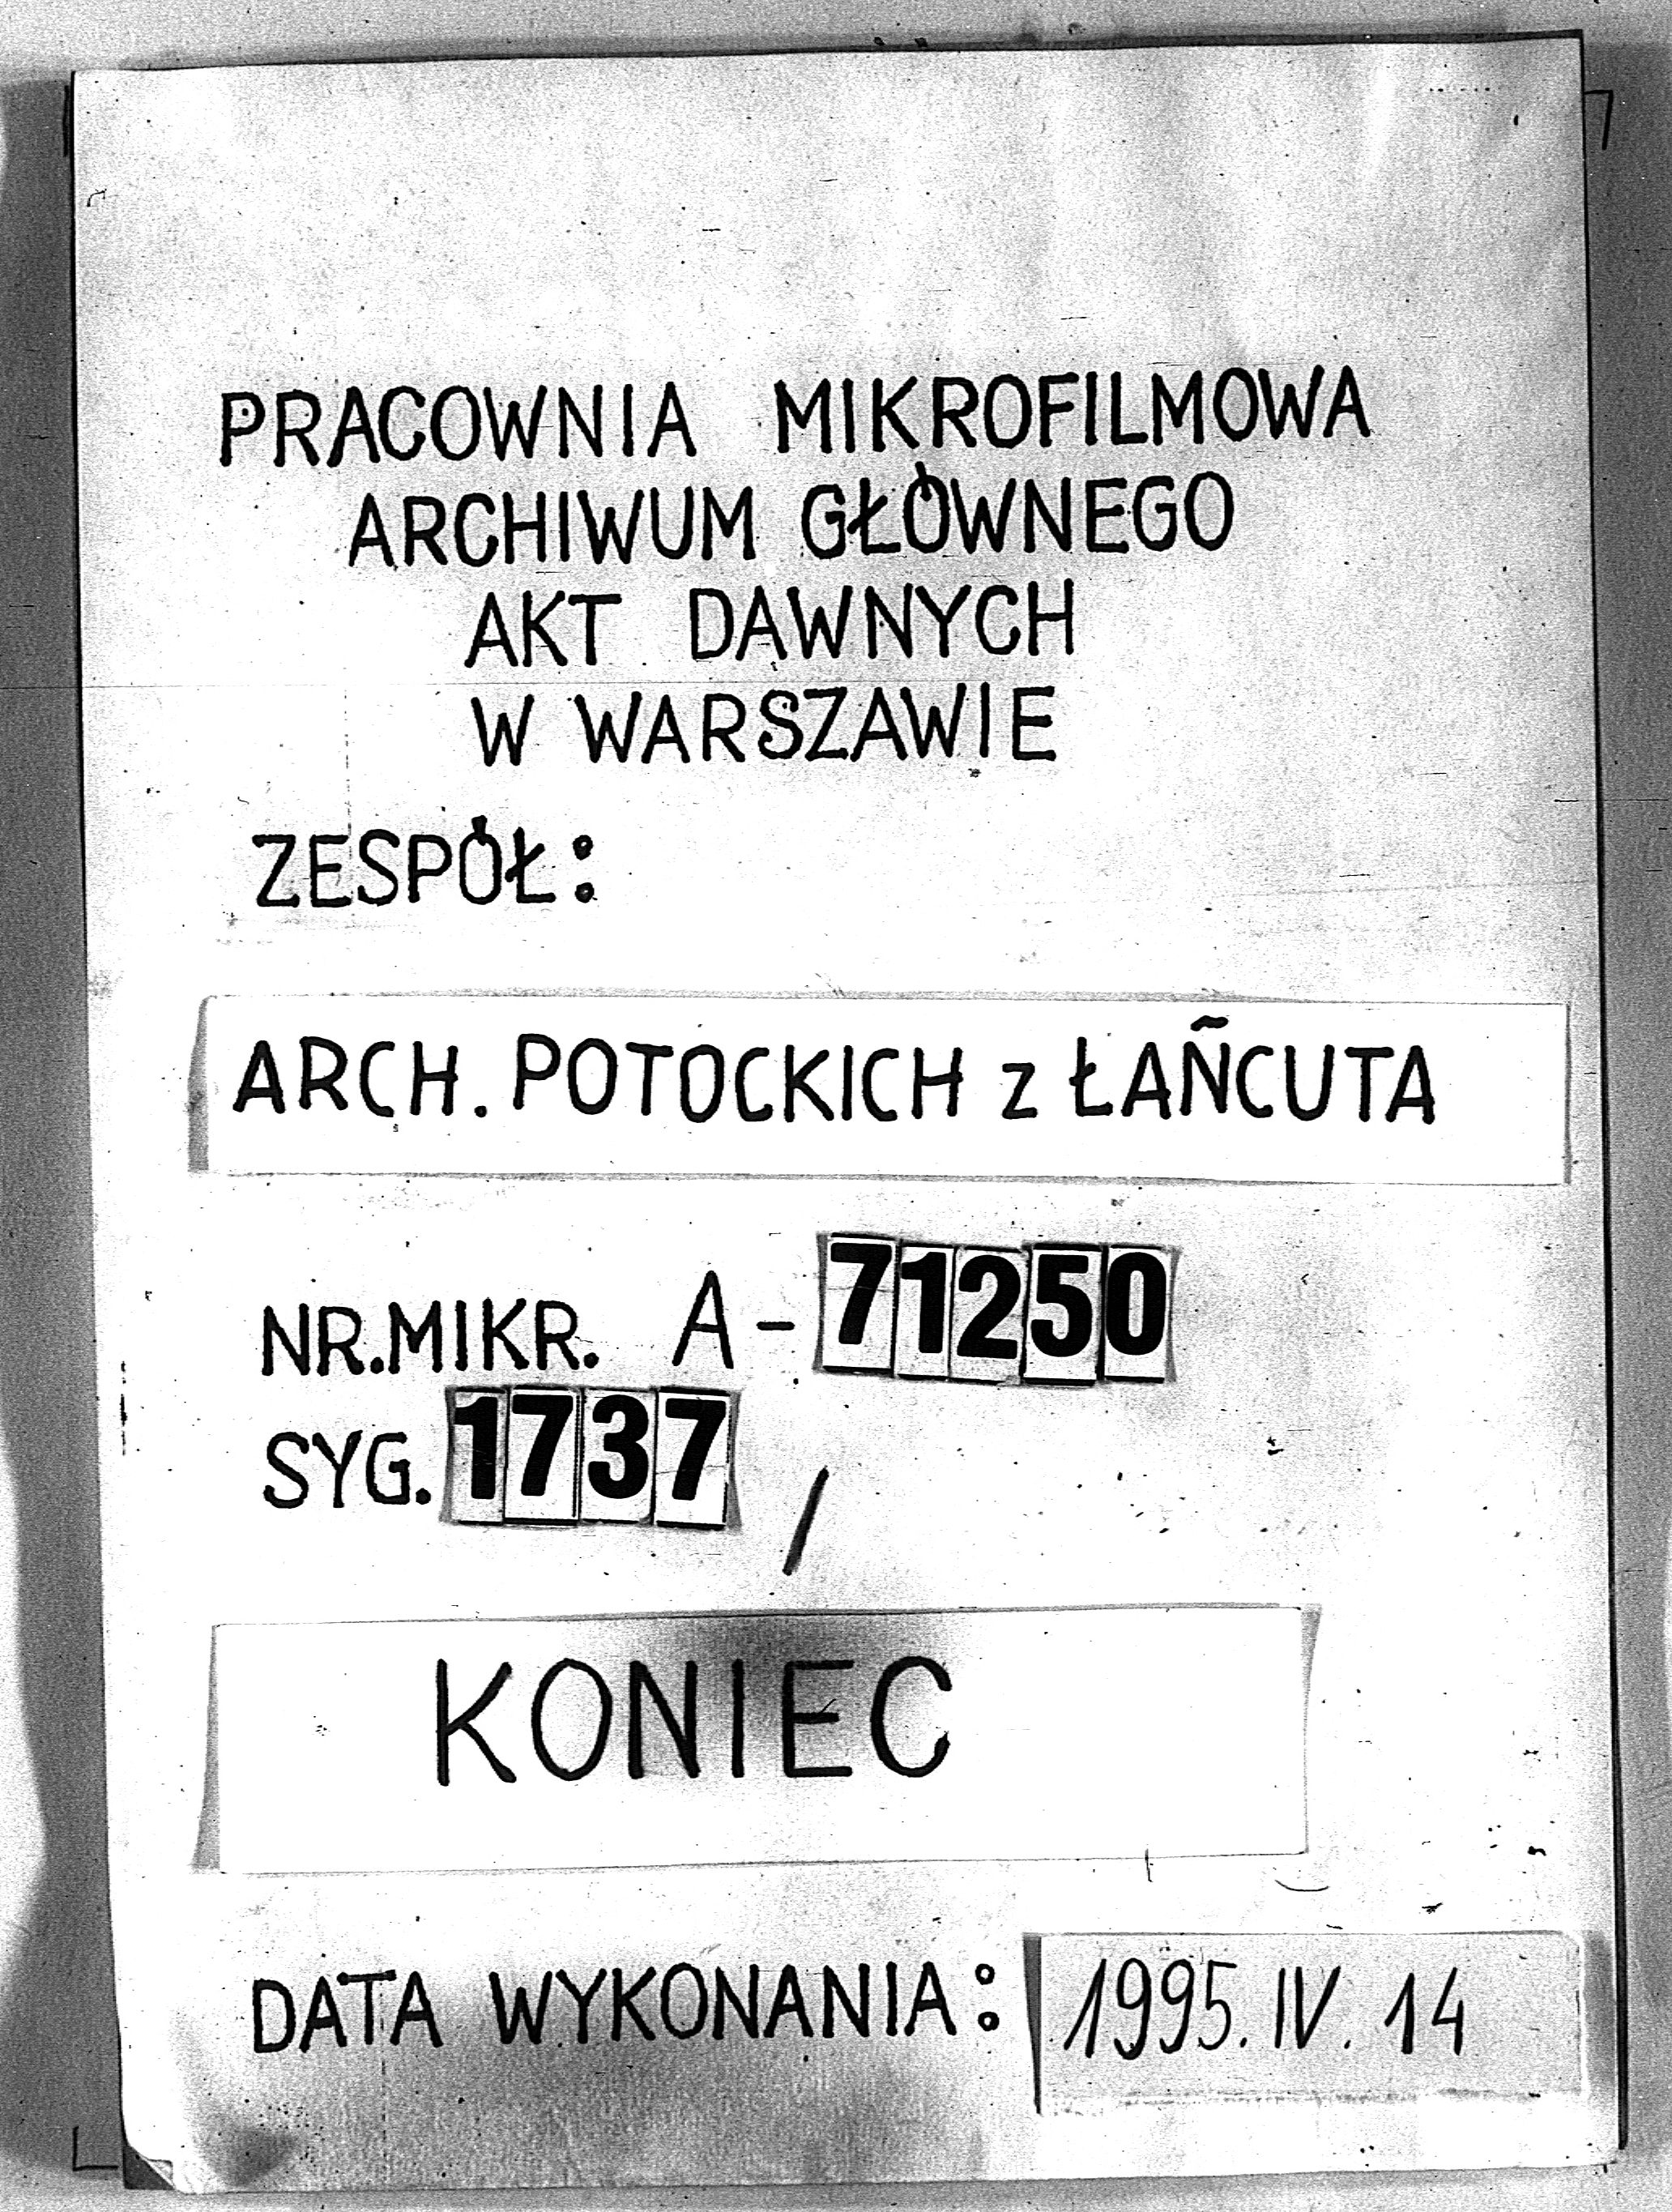 PRACOWNIA MIKROFILMOWA
ARCHIWUM GŁÓWNEGO
AKT DAWNYCH
W WARSZAWIE
ZESPÓŁ:
ARCH. POTOCKICH z ŁAÑCUTA
NR.MIKR. A-71250
SYG. 1737 /
KONIEC
DATA WYKONANIA: 1995. IV. 14